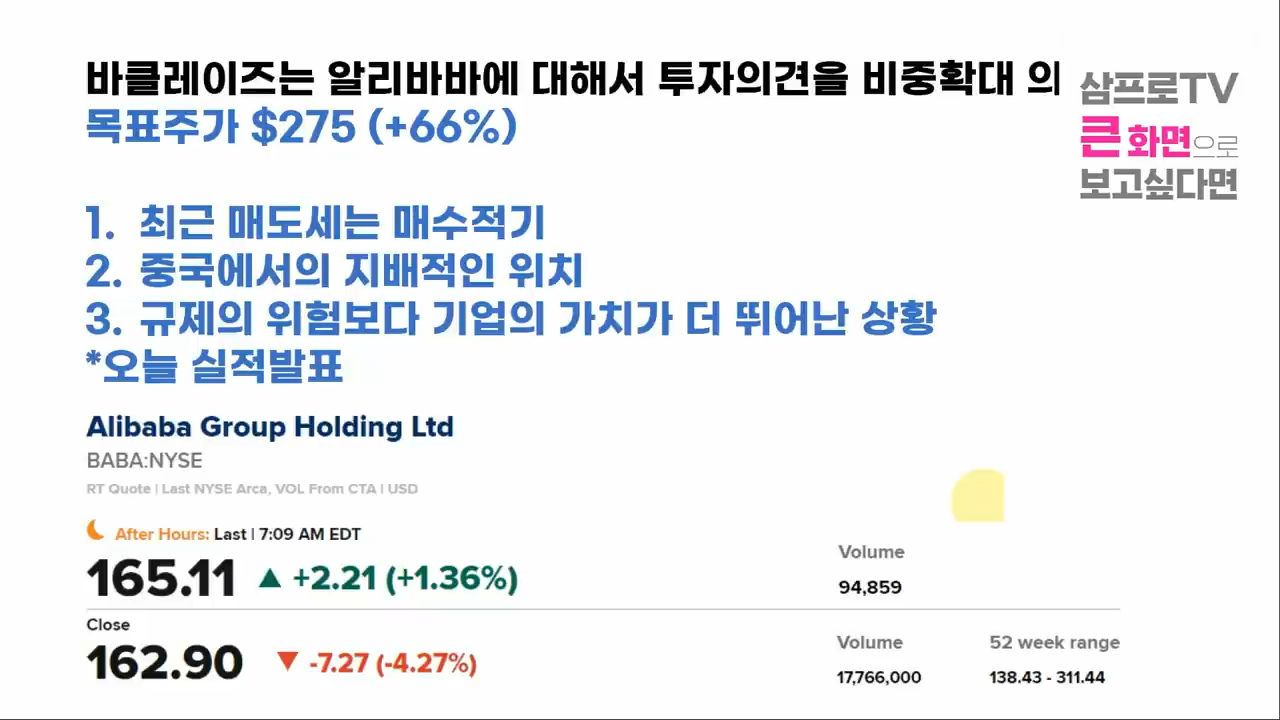 바클레이즈는 알리바바에 대해서 투자의견을 비중확대 의
목표주가 $275 (+66%)
삼프로TV
큰 화면으로
보고싶다면
1. 최근 매도세는 매수적기
2. 중국에서의 지배적인 위치
3. 규제의 위험보다 기업의 가치가 더 뛰어난 상황
*오늘 실적발표
Alibaba Group Holding Ltd
BABA:NYSE
RT Quote | Last NYSE Arca, VOL From CTA | USD
After Hours: Last | 7:09 AM EDT
165.11 ▲ +2.21 (+1.36%)
Volume
94,859
Close
162.90 ▼ -7.27 (-4.27%)
Volume 52 week range
17,766,000 138.43 - 311.44